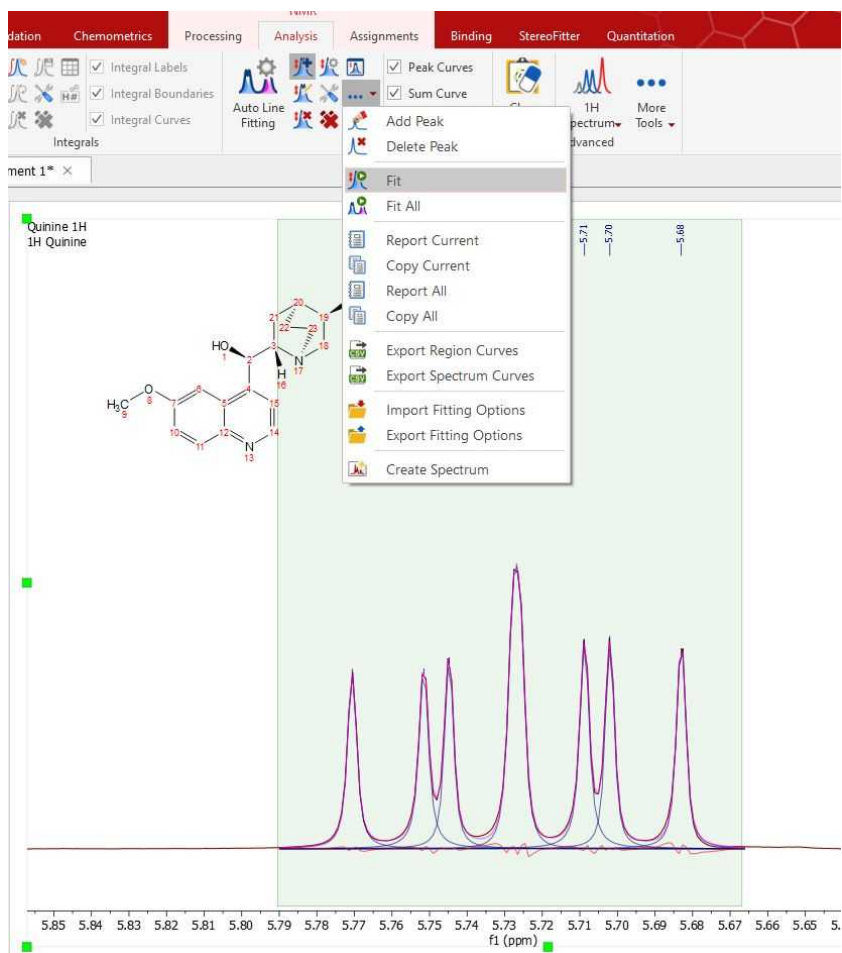 NMR
dation Chemometrics Processing Analysis Assignments Binding StereoFitter Quantitation
Integral Labels
Integral Boundaries
Integral Curves
Integrals
H#
Auto Line
Fitting
Peak Curves
Sum Curve
1H
pectrum
More
Tools
dvanced
ment 1* ×
Add Peak
Delete Peak
Fit
Fit All
Report Current
Copy Current
Report All
Copy All
CSV Export Region Curves
CSV Export Spectrum Curves
Import Fitting Options
Export Fitting Options
Create Spectrum
Quinine 1H
1H Quinine
5.71
5.70
5.68
20
21
22
23
19
18
HO
1
2
3
N
17
H
16
4
O
8
H₃C
9
7
6
5
15
10
11
12
14
N
13
5.85 5.84 5.83 5.82 5.81 5.80 5.79 5.78 5.77 5.76 5.75 5.74 5.73 5.72 5.71 5.70 5.69 5.68 5.67 5.66 5.65 5.
f1 (ppm)